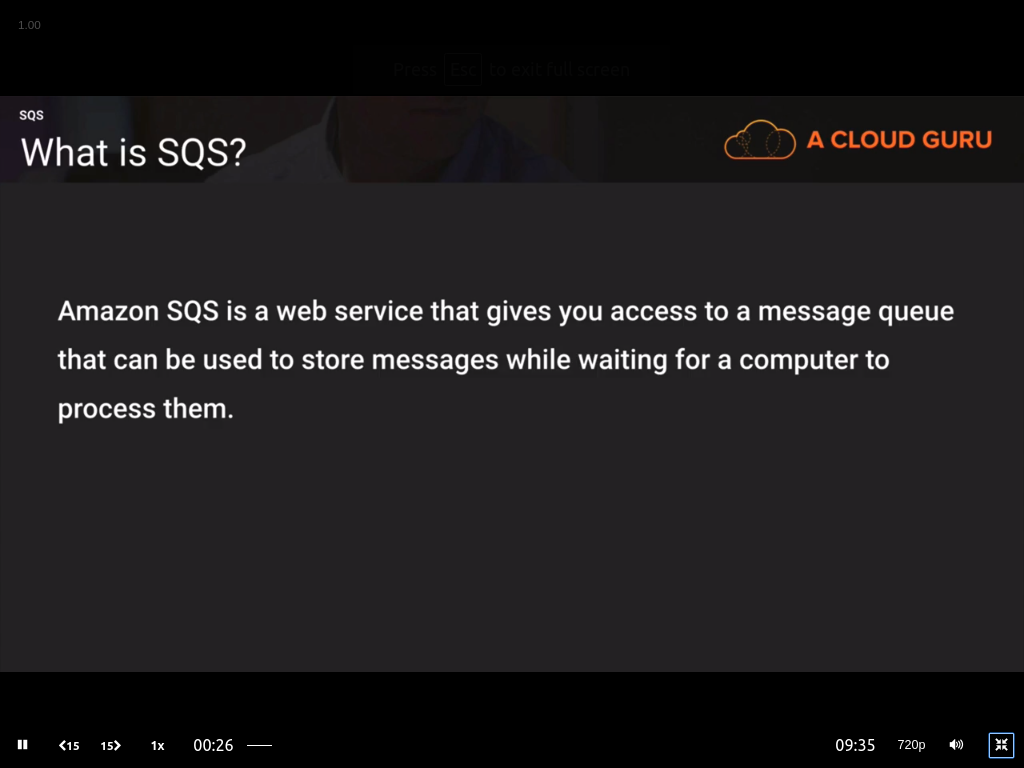 1.00
Press Esc to exit full screen
SQS
What is SQS?
A CLOUD GURU
Amazon SQS is a web service that gives you access to a message queue
that can be used to store messages while waiting for a computer to
process them.
15 15 1x 00:26 09:35 720p